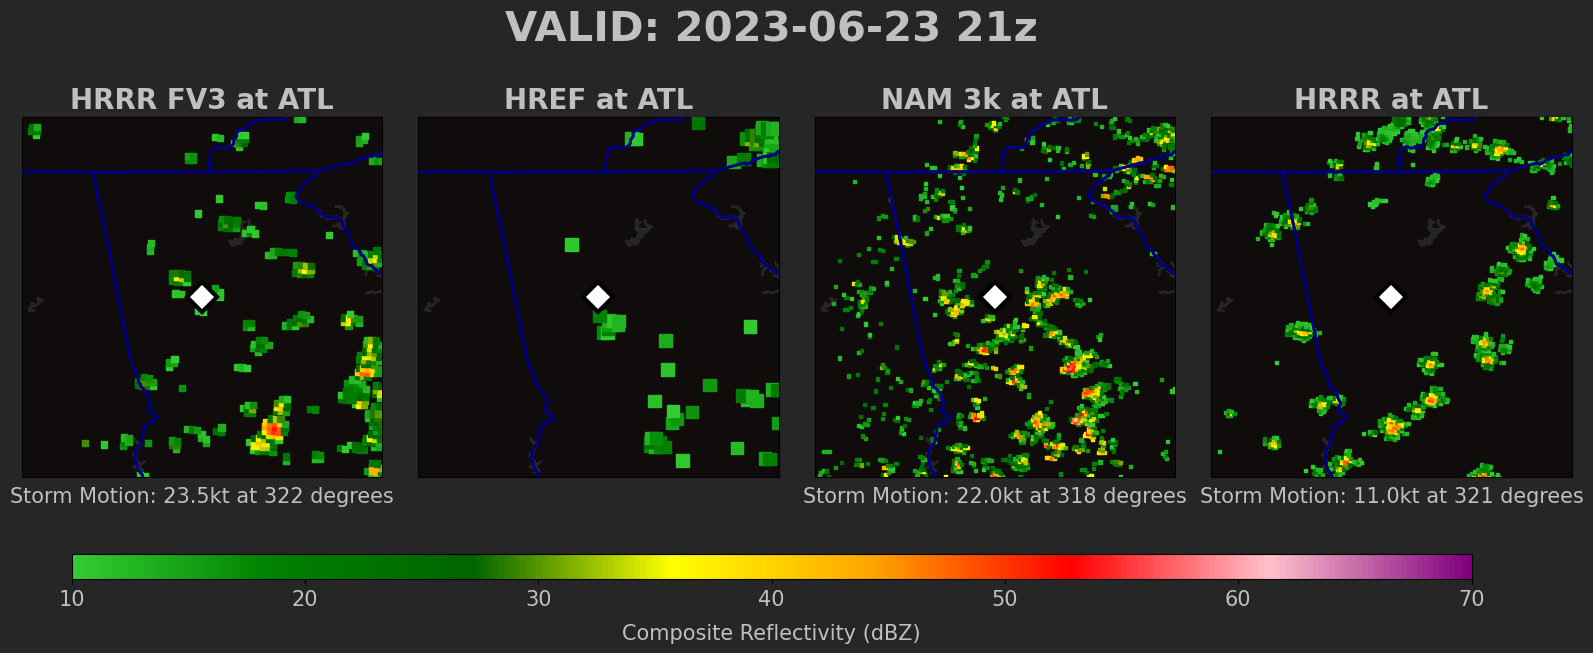 VALID: 2023-06-23 21z
HRRR FV3 at ATL
HREF at ATL
NAM 3k at ATL
HRRR at ATL
Storm Motion: 23.5kt at 322 degrees
Storm Motion: 22.0kt at 318 degrees
Storm Motion: 11.0kt at 321 degrees
10 20 30 40 50 60 70
Composite Reflectivity (dBZ)